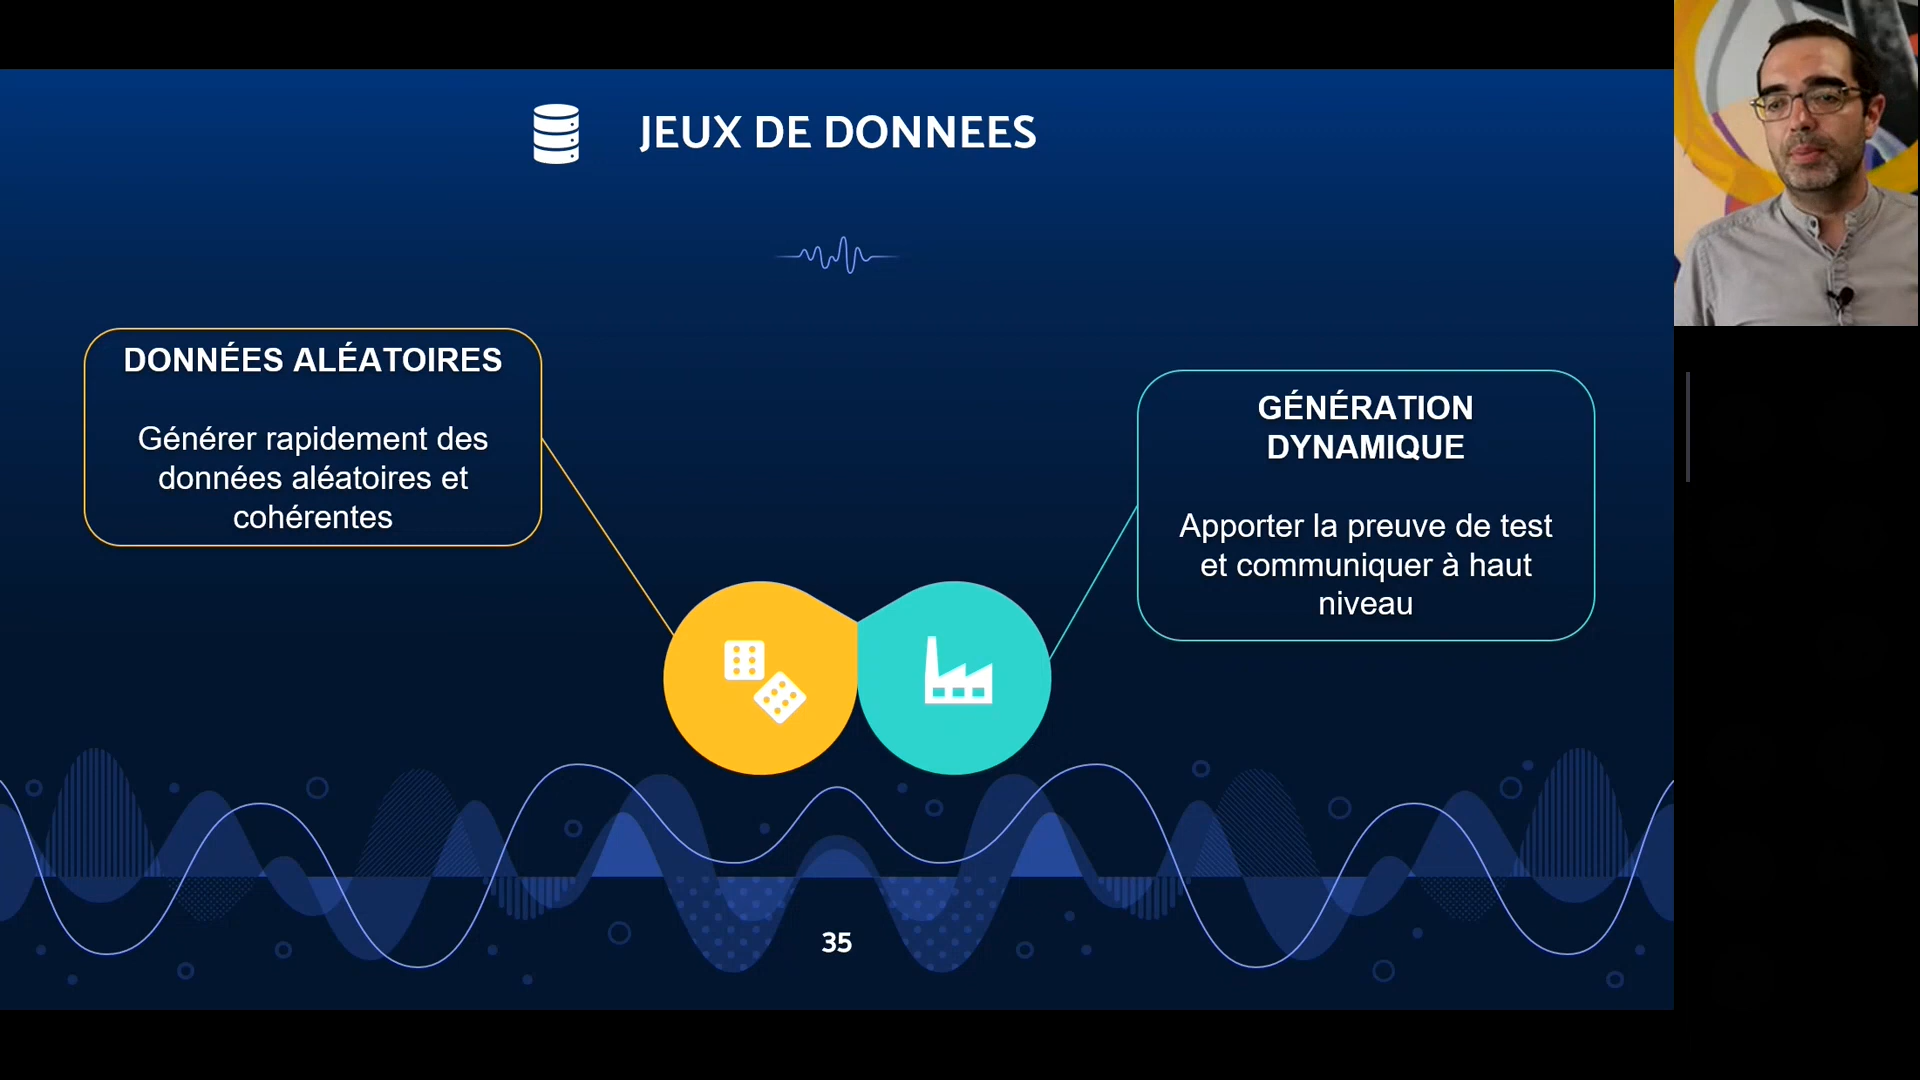 JEUX DE DONNEES
DONNÉES ALÉATOIRES
Générer rapidement des
données aléatoires et
cohérentes
GÉNÉRATION
DYNAMIQUE
Apporter la preuve de test
et communiquer à haut
niveau
35